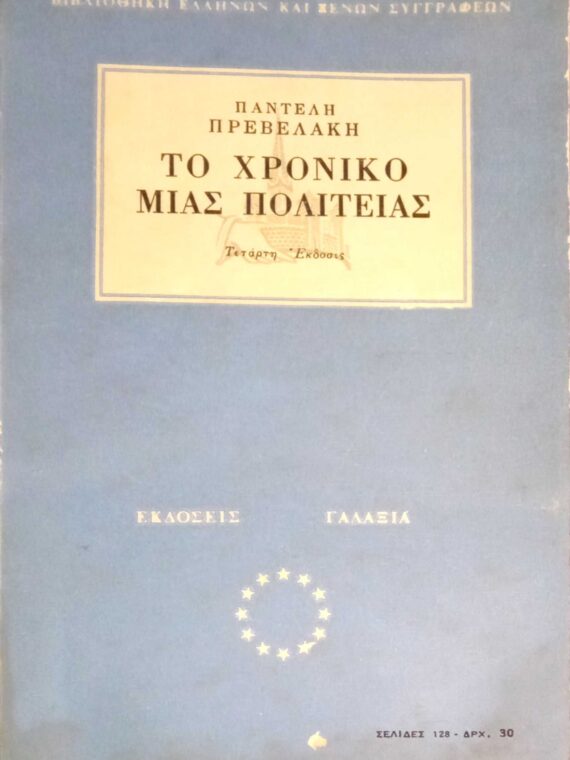 ΒΙΒΛΙΟΘΗΚΗ ΕΛΛΗΝΩΝ ΚΑΙ ΞΕΝΩΝ ΣΥΓΓΡΑΦΕΩΝ
ΠΑΝΤΕΛΗ
ΠΡΕΒΕΛΑΚΗ
ΤΟ ΧΡΟΝΙΚΟ
ΜΙΑΣ ΠΟΛΙΤΕΙΑΣ
Τετάρτη Ἔκδοσις
ΕΚΔΟΣΕΙΣ ΓΑΛΑΞΙΑ
ΣΕΛΙΔΕΣ 128 - ΔΡΧ. 30